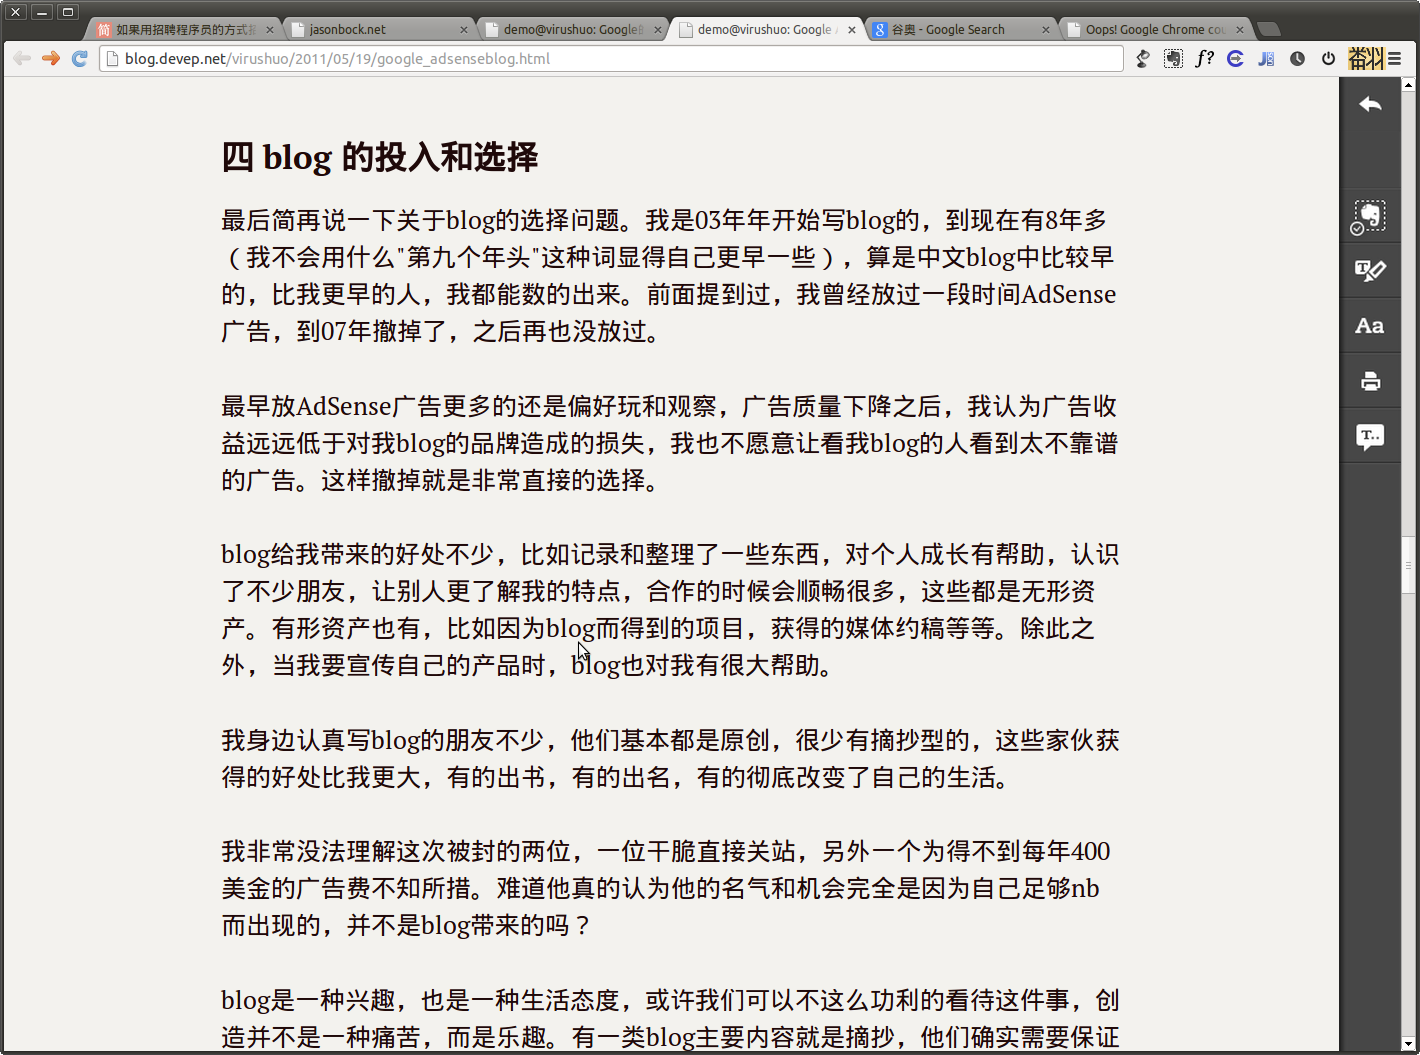 简 如果用招聘程序员的方式
jasonbock.net
demo@virushuo: Google
demo@virushuo: Google
谷奥 - Google Search
Oops! Google Chrome cou
blog.devep.net/virushuo/2011/05/19/google_adsenseblog.html
四 blog 的投入和选择
最后简再说一下关于blog的选择问题。我是03年年开始写blog的，到现在有8年多
（我不会用什么"第九个年头"这种词显得自己更早一些），算是中文blog中比较早
的，比我更早的人，我都能数的出来。前面提到过，我曾经放过一段时间AdSense
广告，到07年撤掉了，之后再也没放过。
最早放AdSense广告更多的还是偏好玩和观察，广告质量下降之后，我认为广告收
益远远低于对我blog的品牌造成的损失，我也不愿意让看我blog的人看到太不靠谱
的广告。这样撤掉就是非常直接的选择。
blog给我带来的好处不少，比如记录和整理了一些东西，对个人成长有帮助，认识
了不少朋友，让别人更了解我的特点，合作的时候会顺畅很多，这些都是无形资
产。有形资产也有，比如因为blog而得到的项目，获得的媒体约稿等等。除此之
外，当我要宣传自己的产品时，blog也对我有很大帮助。
我身边认真写blog的朋友不少，他们基本都是原创，很少有摘抄型的，这些家伙获
得的好处比我更大，有的出书，有的出名，有的彻底改变了自己的生活。
我非常没法理解这次被封的两位，一位干脆直接关站，另外一个为得不到每年400
美金的广告费不知所措。难道他真的认为他的名气和机会完全是因为自己足够nb
而出现的，并不是blog带来的吗？
blog是一种兴趣，也是一种生活态度，或许我们可以不这么功利的看待这件事，创
造并不是一种痛苦，而是乐趣。有一类blog主要内容就是摘抄，他们确实需要保证
f?
Aa
T..